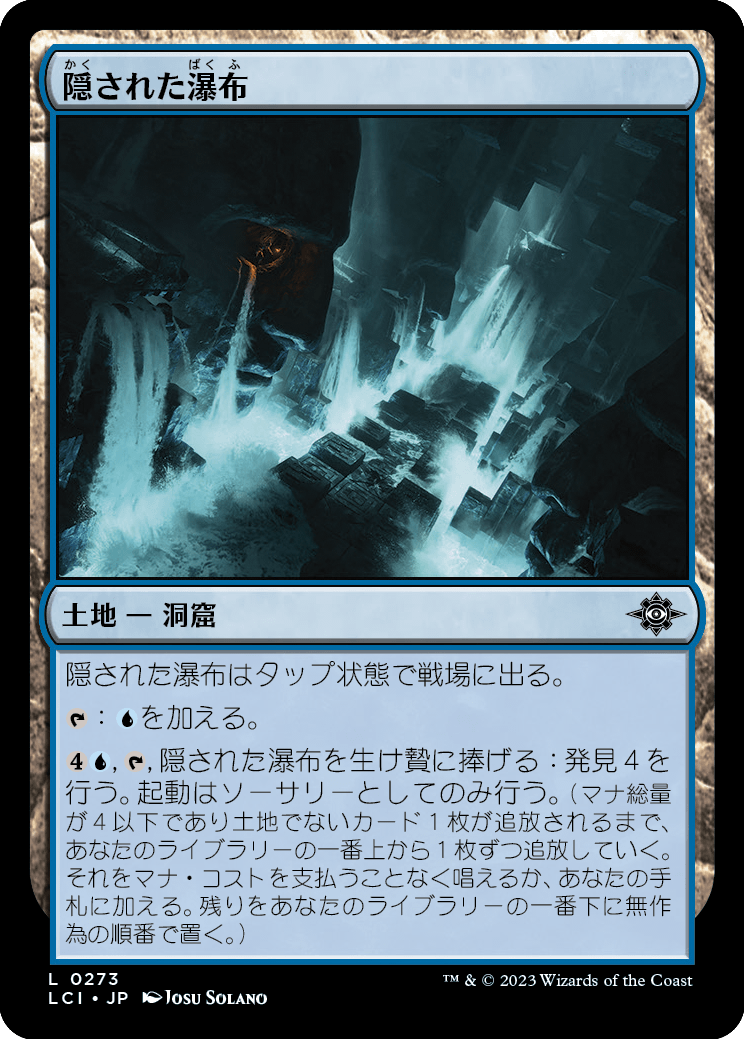 かく ばくふ
隠された瀑布
土地 — 洞窟
隠された瀑布はタップ状態で戦場に出る。
：を加える。
4, , 隠された瀑布を生け贄に捧げる：発見４を
行う。起動はソーサリーとしてのみ行う。（マナ総量
が４以下であり土地でないカード１枚が追放されるまで、
あなたのライブラリーの一番上から１枚ずつ追放していく。
それをマナ・コストを支払うことなく唱えるか、あなたの手
札に加える。残りをあなたのライブラリーの一番下に無作
為の順番で置く。）
L 0273
LCI • JP Josu Solano
™ & © 2023 Wizards of the Coast